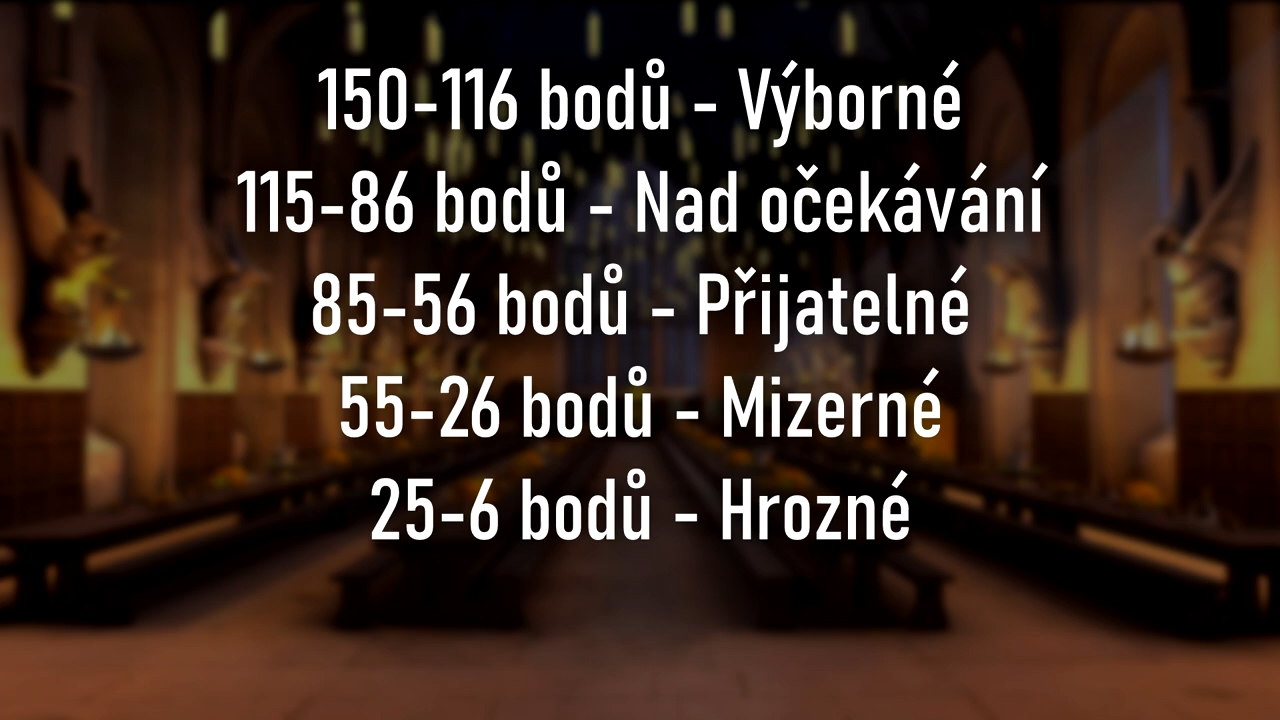 150-116 bodů - Výborné
115-86 bodů - Nad očekávání
85-56 bodů - Přijatelné
55-26 bodů - Mizerné
25-6 bodů - Hrozné